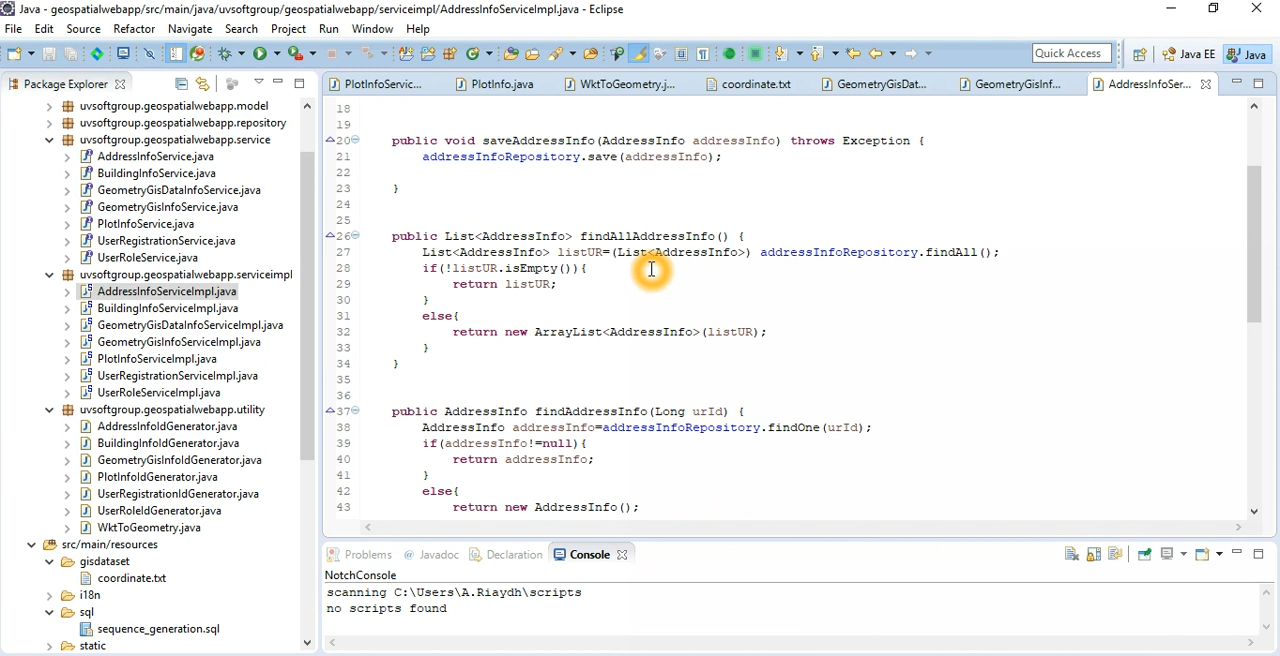 Java - geospatialwebapp/src/main/java/uvsoftgroup/geospatialwebapp/serviceimpl/AddressInfoServiceImpl.java - Eclipse
File Edit Source Refactor Navigate Search Project Run Window Help
Quick Access Java EE Java
Package Explorer
PlotInfoServic... PlotInfo.java WktToGeometry.j... coordinate.txt GeometryGisDat... GeometryGisInf... AddressInfoSer...
uvsoftgroup.geospatialwebapp.model
uvsoftgroup.geospatialwebapp.repository
uvsoftgroup.geospatialwebapp.service
AddressInfoService.java
BuildingInfoService.java
GeometryGisDataInfoService.java
GeometryGisInfoService.java
PlotInfoService.java
UserRegistrationService.java
UserRoleService.java
uvsoftgroup.geospatialwebapp.serviceimpl
AddressInfoServiceImpl.java
BuildingInfoServiceImpl.java
GeometryGisDataInfoServiceImpl.java
GeometryGisInfoServiceImpl.java
PlotInfoServiceImpl.java
UserRegistrationServiceImpl.java
UserRoleServiceImpl.java
uvsoftgroup.geospatialwebapp.utility
AddressInfoIdGenerator.java
BuildingInfoIdGenerator.java
GeometryGisInfoIdGenerator.java
PlotInfoIdGenerator.java
UserRegistrationIdGenerator.java
UserRoleIdGenerator.java
WktToGeometry.java
src/main/resources
gisdataset
coordinate.txt
i18n
sql
sequence_generation.sql
static
18
19
20 public void saveAddressInfo(AddressInfo addressInfo) throws Exception {
21 addressInfoRepository.save(addressInfo);
22
23 }
24
25
26 public List<AddressInfo> findAllAddressInfo() {
27 List<AddressInfo> listUR=(List<AddressInfo>) addressInfoRepository.findAll();
28 if(!listUR.isEmpty()){
29 return listUR;
30 }
31 else{
32 return new ArrayList<AddressInfo>(listUR);
33 }
34 }
35
36
37 public AddressInfo findAddressInfo(Long urId) {
38 AddressInfo addressInfo=addressInfoRepository.findOne(urId);
39 if(addressInfo!=null){
40 return addressInfo;
41 }
42 else{
43 return new AddressInfo();
Problems @ Javadoc Declaration Console
NotchConsole
scanning C:\Users\A.Riaydh\scripts
no scripts found